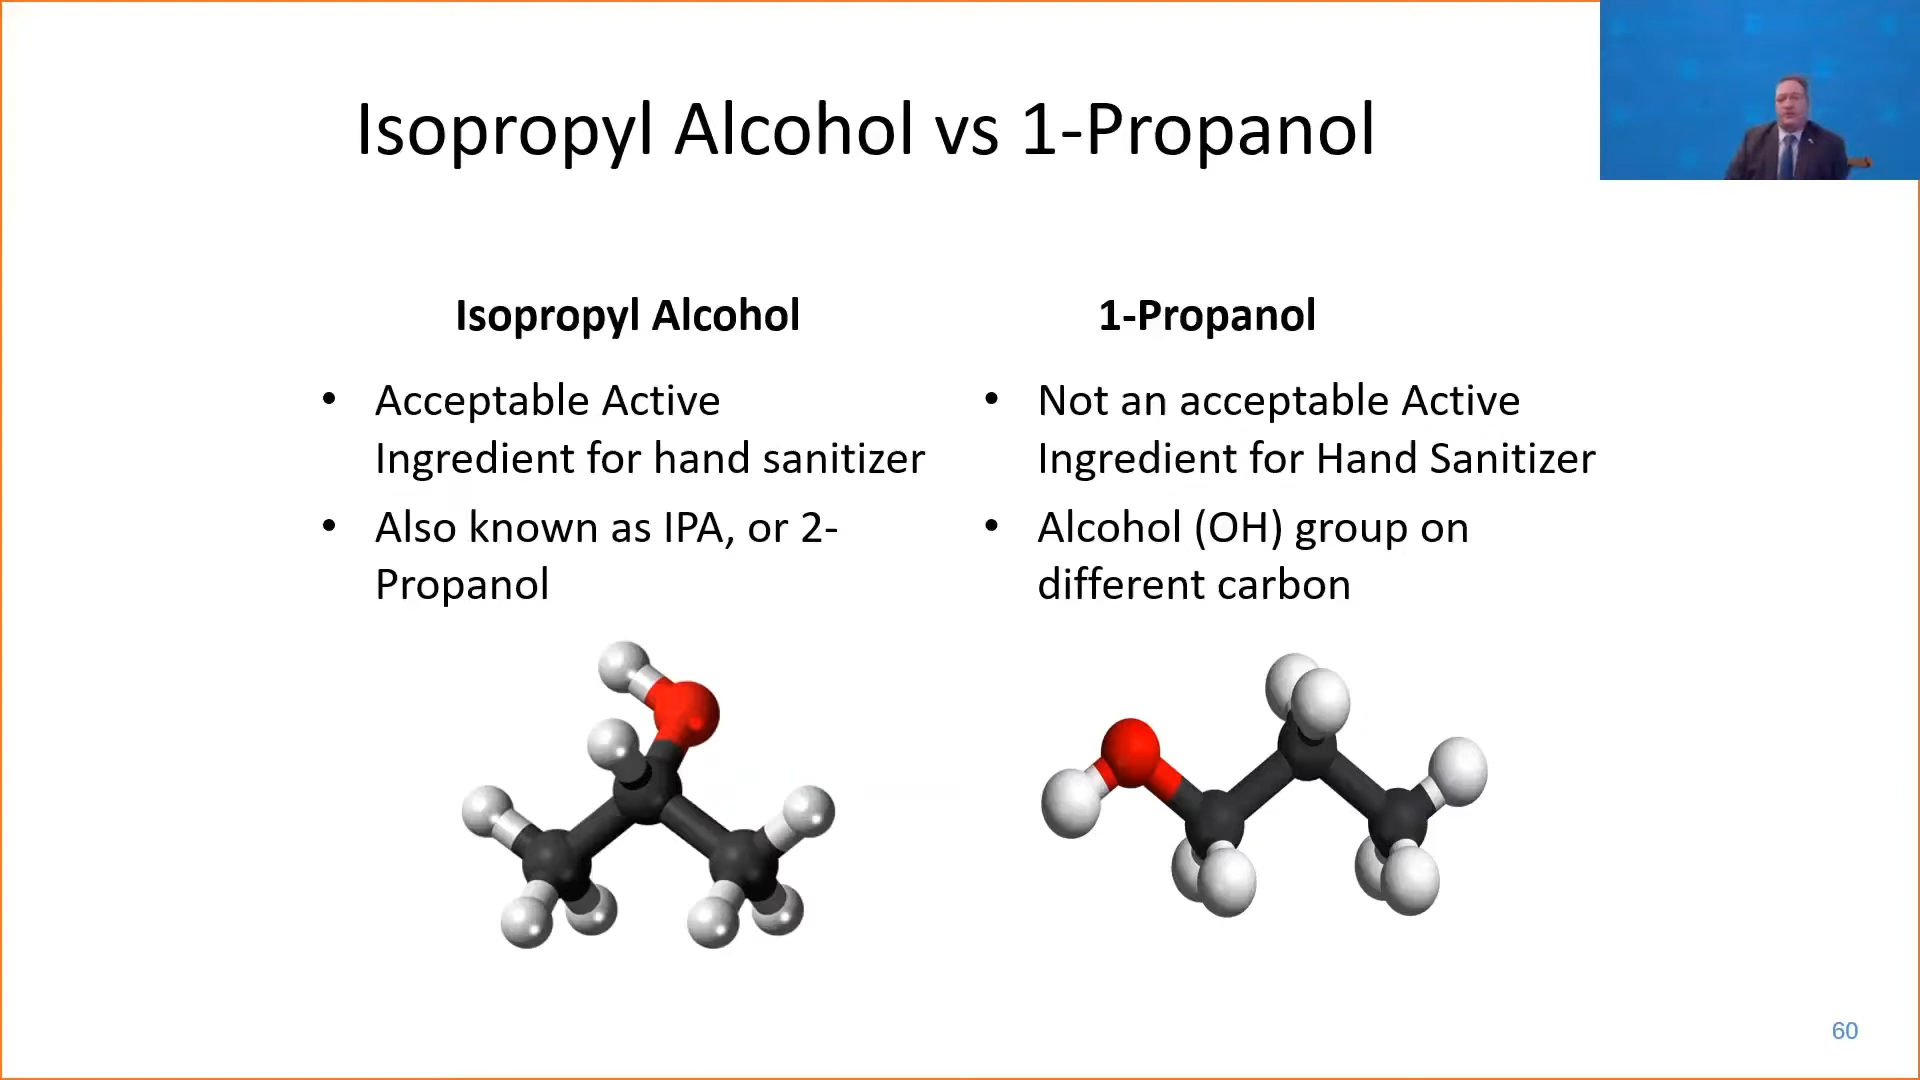 Isopropyl Alcohol vs 1-Propanol
Isopropyl Alcohol
• Acceptable Active
Ingredient for hand sanitizer
• Also known as IPA, or 2-
Propanol
1-Propanol
• Not an acceptable Active
Ingredient for Hand Sanitizer
• Alcohol (OH) group on
different carbon
60